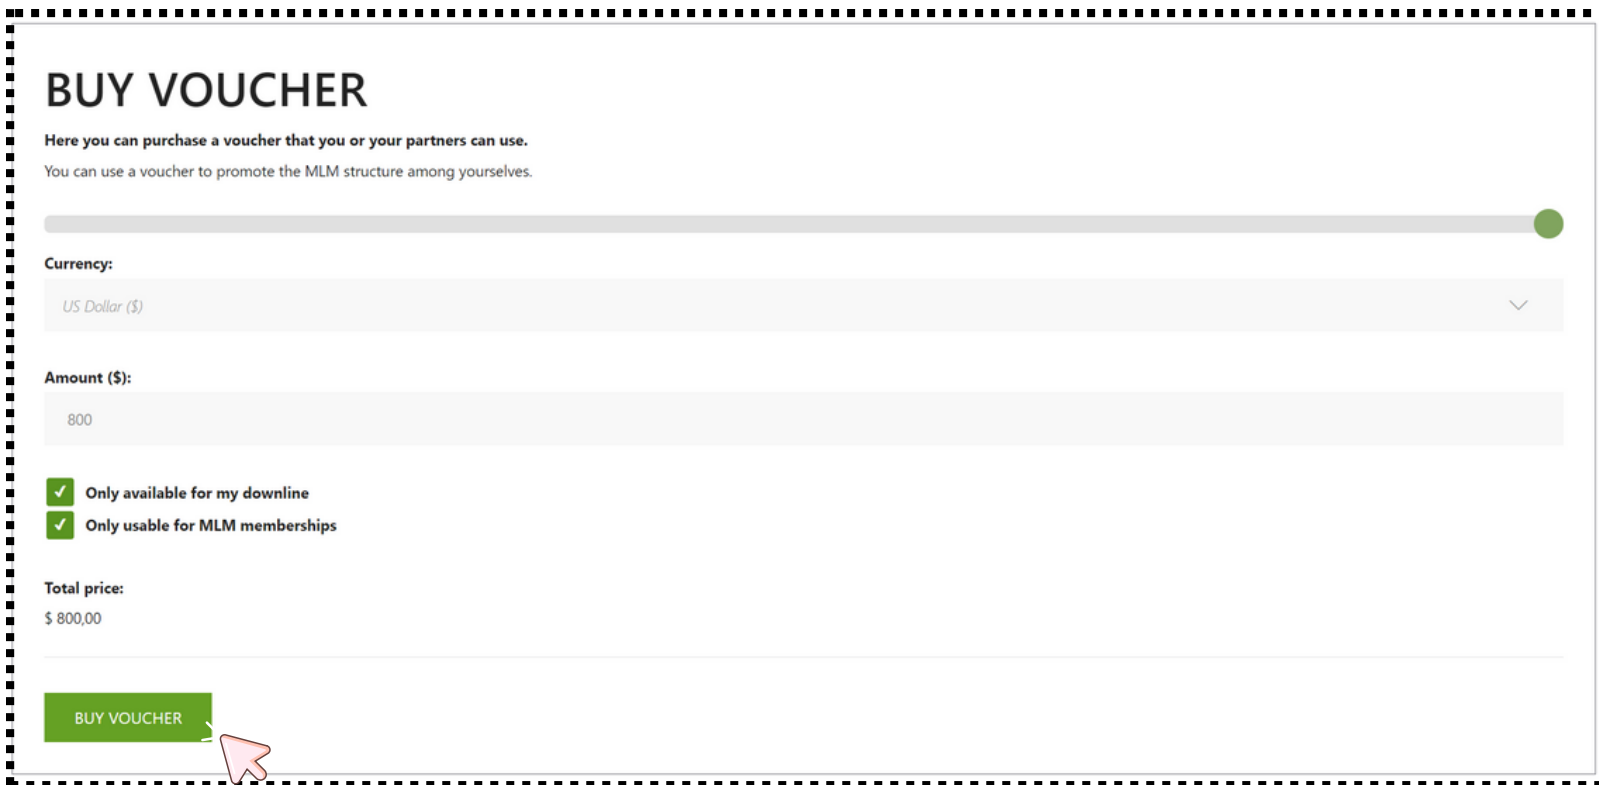 BUY VOUCHER
Here you can purchase a voucher that you or your partners can use.
You can use a voucher to promote the MLM structure among yourselves.
Currency:
US Dollar ($)
Amount ($):
800
Only available for my downline
Only usable for MLM memberships
Total price:
$ 800,00
BUY VOUCHER